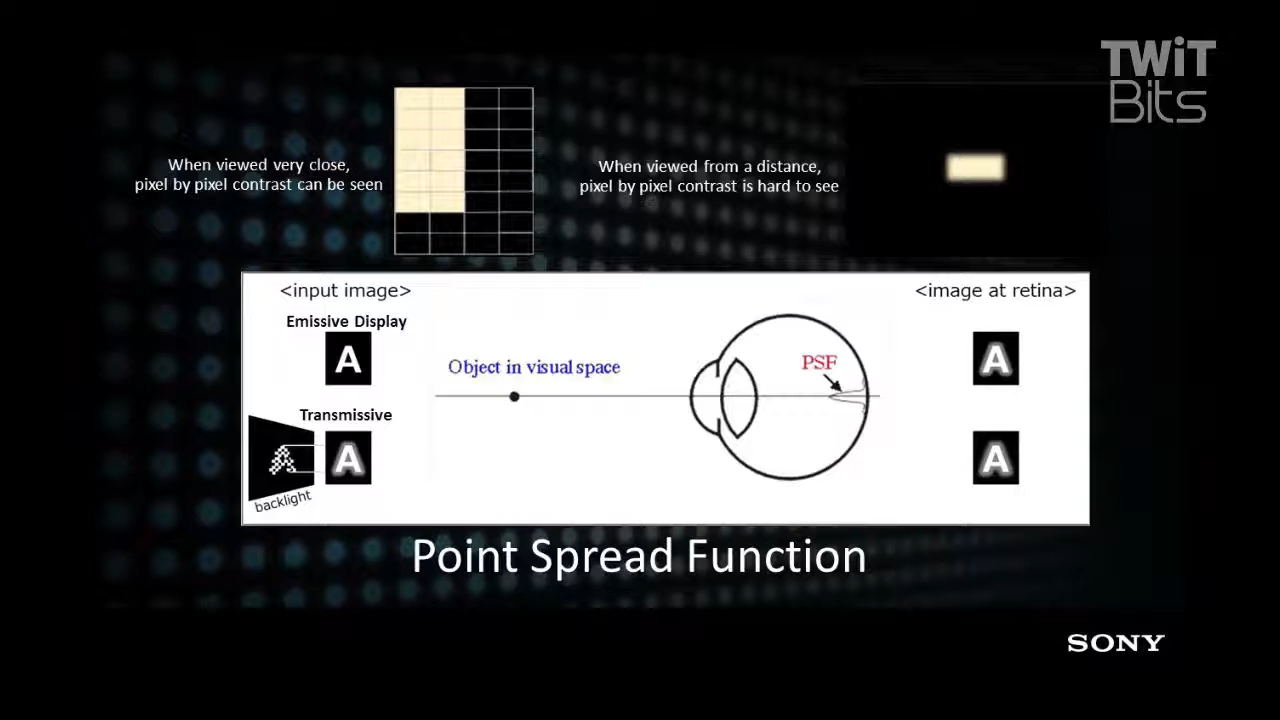 TWiT
Bits
When viewed very close,
pixel by pixel contrast can be seen
When viewed from a distance,
pixel by pixel contrast is hard to see
<input image>
<image at retina>
Emissive Display
A
A
Object in visual space
PSF
Transmissive
A
A
A
backlight
Point Spread Function
SONY